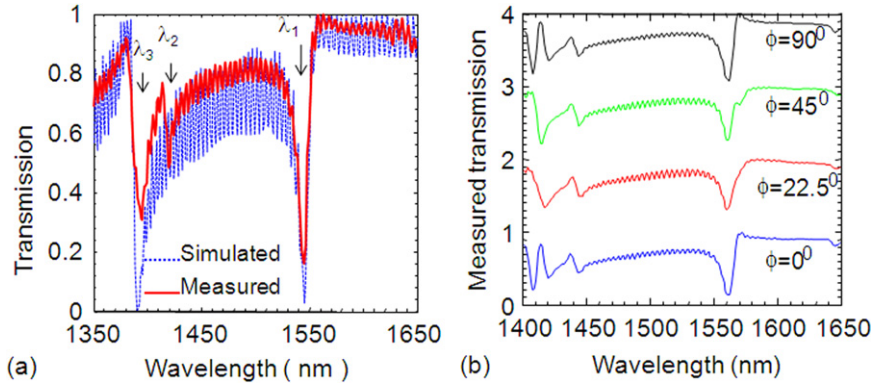 (a)
Transmission
1
0.8
0.6
0.4
0.2
0
λ3
λ2
λ1
Simulated
Measured
1350
1450
1550
1650
Wavelength ( nm )
(b)
Measured transmission
4
3
2
1
0
ϕ=90⁰
ϕ=45⁰
ϕ=22.5⁰
ϕ=0⁰
1400
1450
1500
1550
1600
1650
Wavelength (nm)